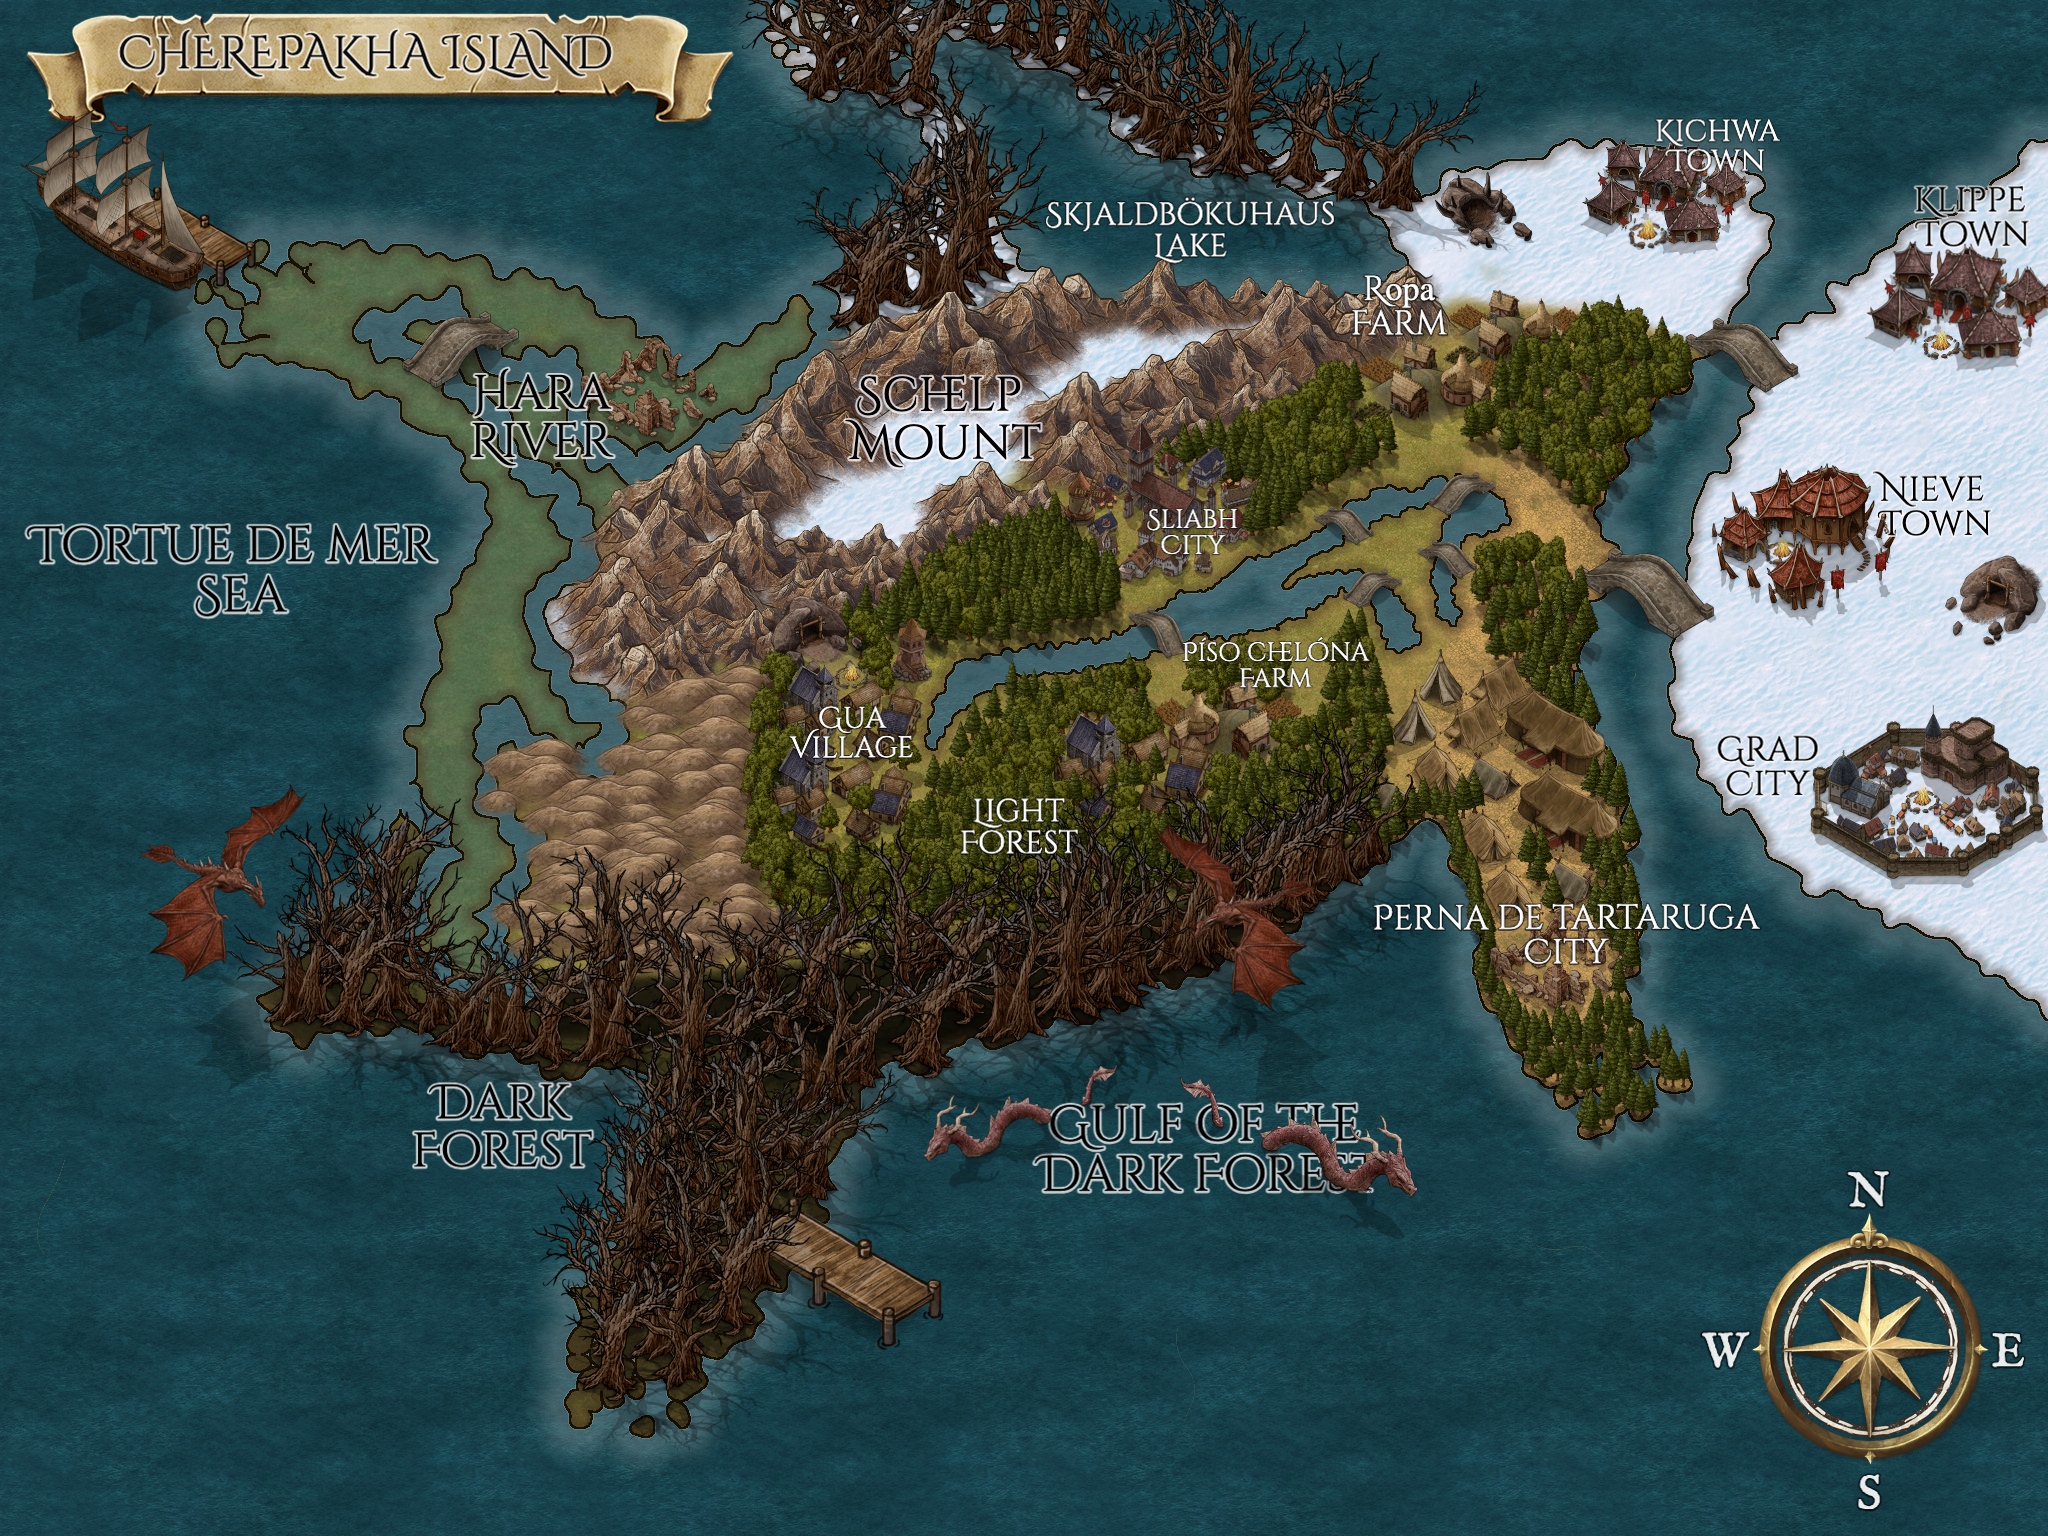 CHEREPAKHA ISLAND
KICHWA
TOWN
KLIPPE
TOWN
SKJALDBÖKUHAUS
LAKE
Ropa
FARM
HARA
RIVER
SCHELP
MOUNT
NIEVE
TOWN
SLIABH
CITY
TORTUE DE MER
SEA
PÍSO CHELÓNA
FARM
GUA
VILLAGE
GRAD
CITY
LIGHT
FOREST
PERNA DE TARTARUGA
CITY
DARK
FOREST
GULF OF THE
DARK FOREST
N
W
E
S